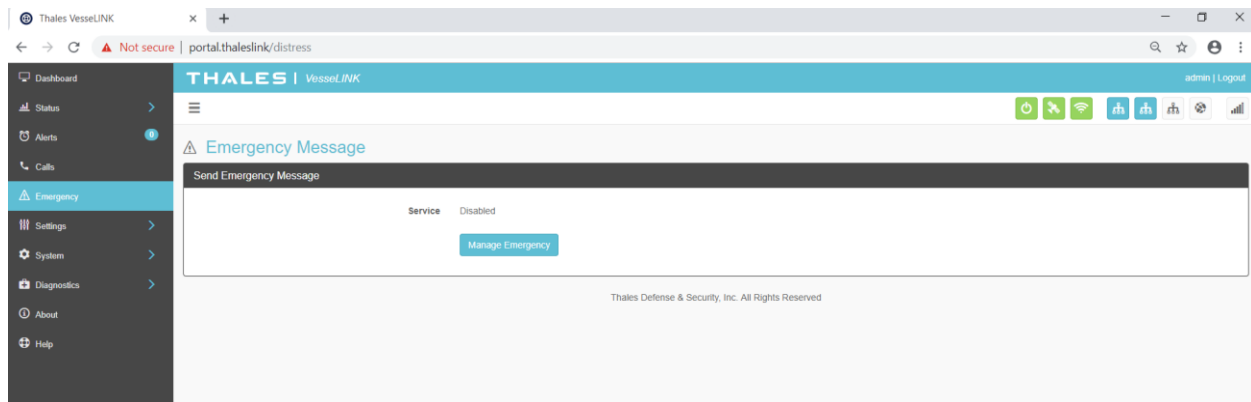 Thales VesseLINK
Not secure | portal.thaleslink/distress
Dashboard
THALES | VesseLINK
admin | Logout
Status
Alerts 0
Emergency Message
Calls
Send Emergency Message
Emergency
Service Disabled
Settings
Manage Emergency
System
Diagnostics
Thales Defense & Security, Inc. All Rights Reserved
About
Help